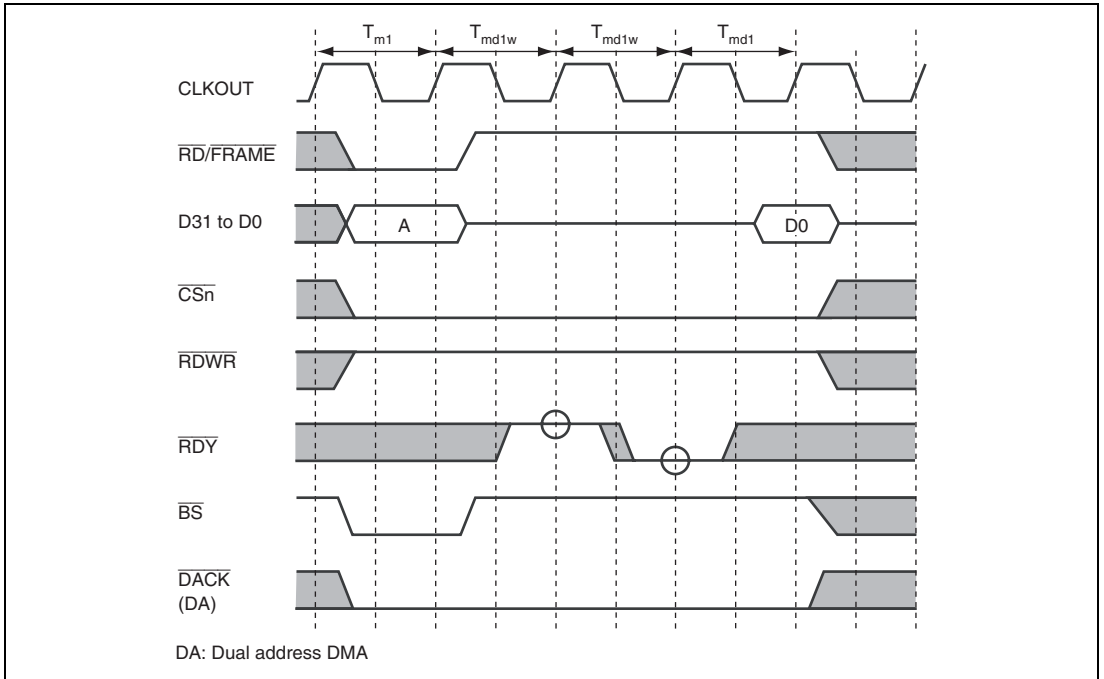 Tm1 Tmd1w Tmd1w Tmd1
CLKOUT
RD/FRAME
D31 to D0 A D0
CSn
RDWR
RDY
BS
DACK
(DA)
DA: Dual address DMA